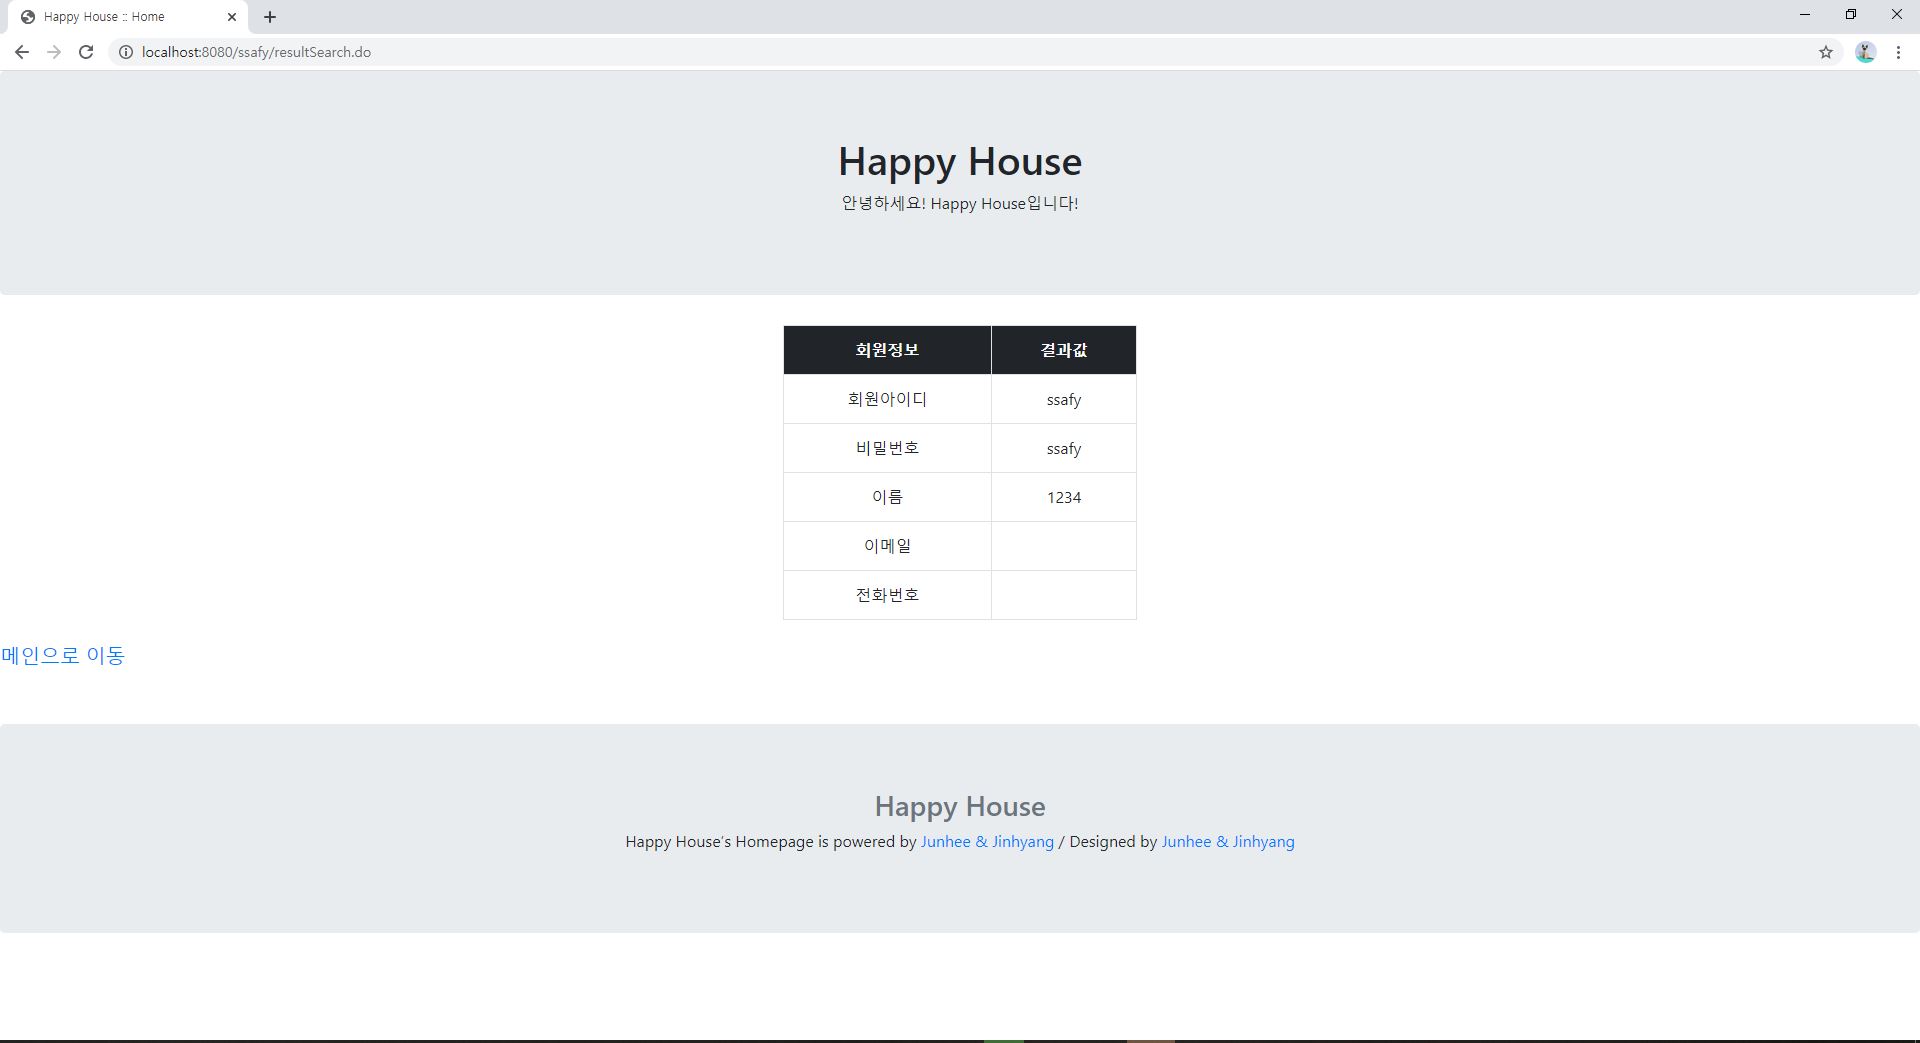 Happy House :: Home
localhost:8080/ssafy/resultSearch.do
Happy House
안녕하세요! Happy House입니다!
회원정보 결과값
회원아이디 ssafy
비밀번호 ssafy
이름 1234
이메일
전화번호
메인으로 이동
Happy House
Happy House's Homepage is powered by Junhee & Jinhyang / Designed by Junhee & Jinhyang